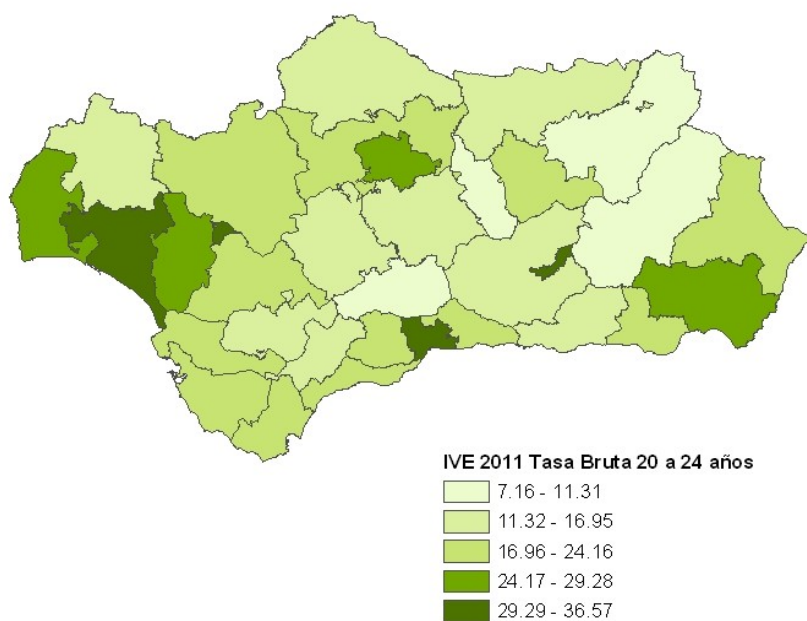 IVE 2011 Tasa Bruta 20 a 24 años
7.16 - 11.31
11.32 - 16.95
16.96 - 24.16
24.17 - 29.28
29.29 - 36.57